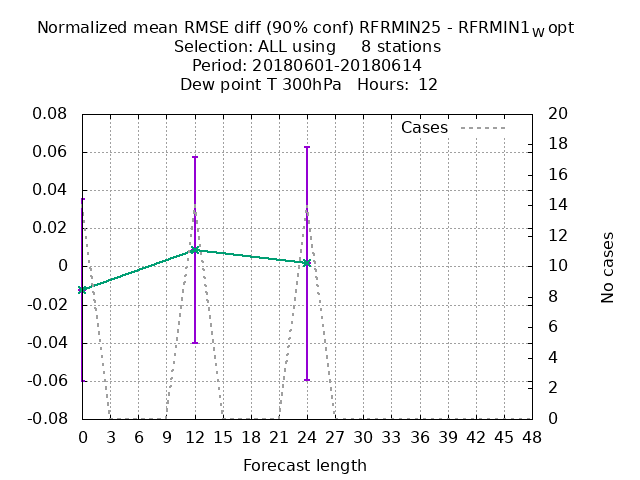 Normalized mean RMSE diff (90% conf) RFRMIN25 - RFRMIN1wopt
Selection: ALL using     8 stations
Period: 20180601-20180614
Dew point T 300hPa   Hours:  12
Cases
0.08
0.06
0.04
0.02
0
-0.02
-0.04
-0.06
-0.08
20
18
16
14
12
10
8
6
4
2
0
No cases
0 3 6 9 12 15 18 21 24 27 30 33 36 39 42 45 48
Forecast length